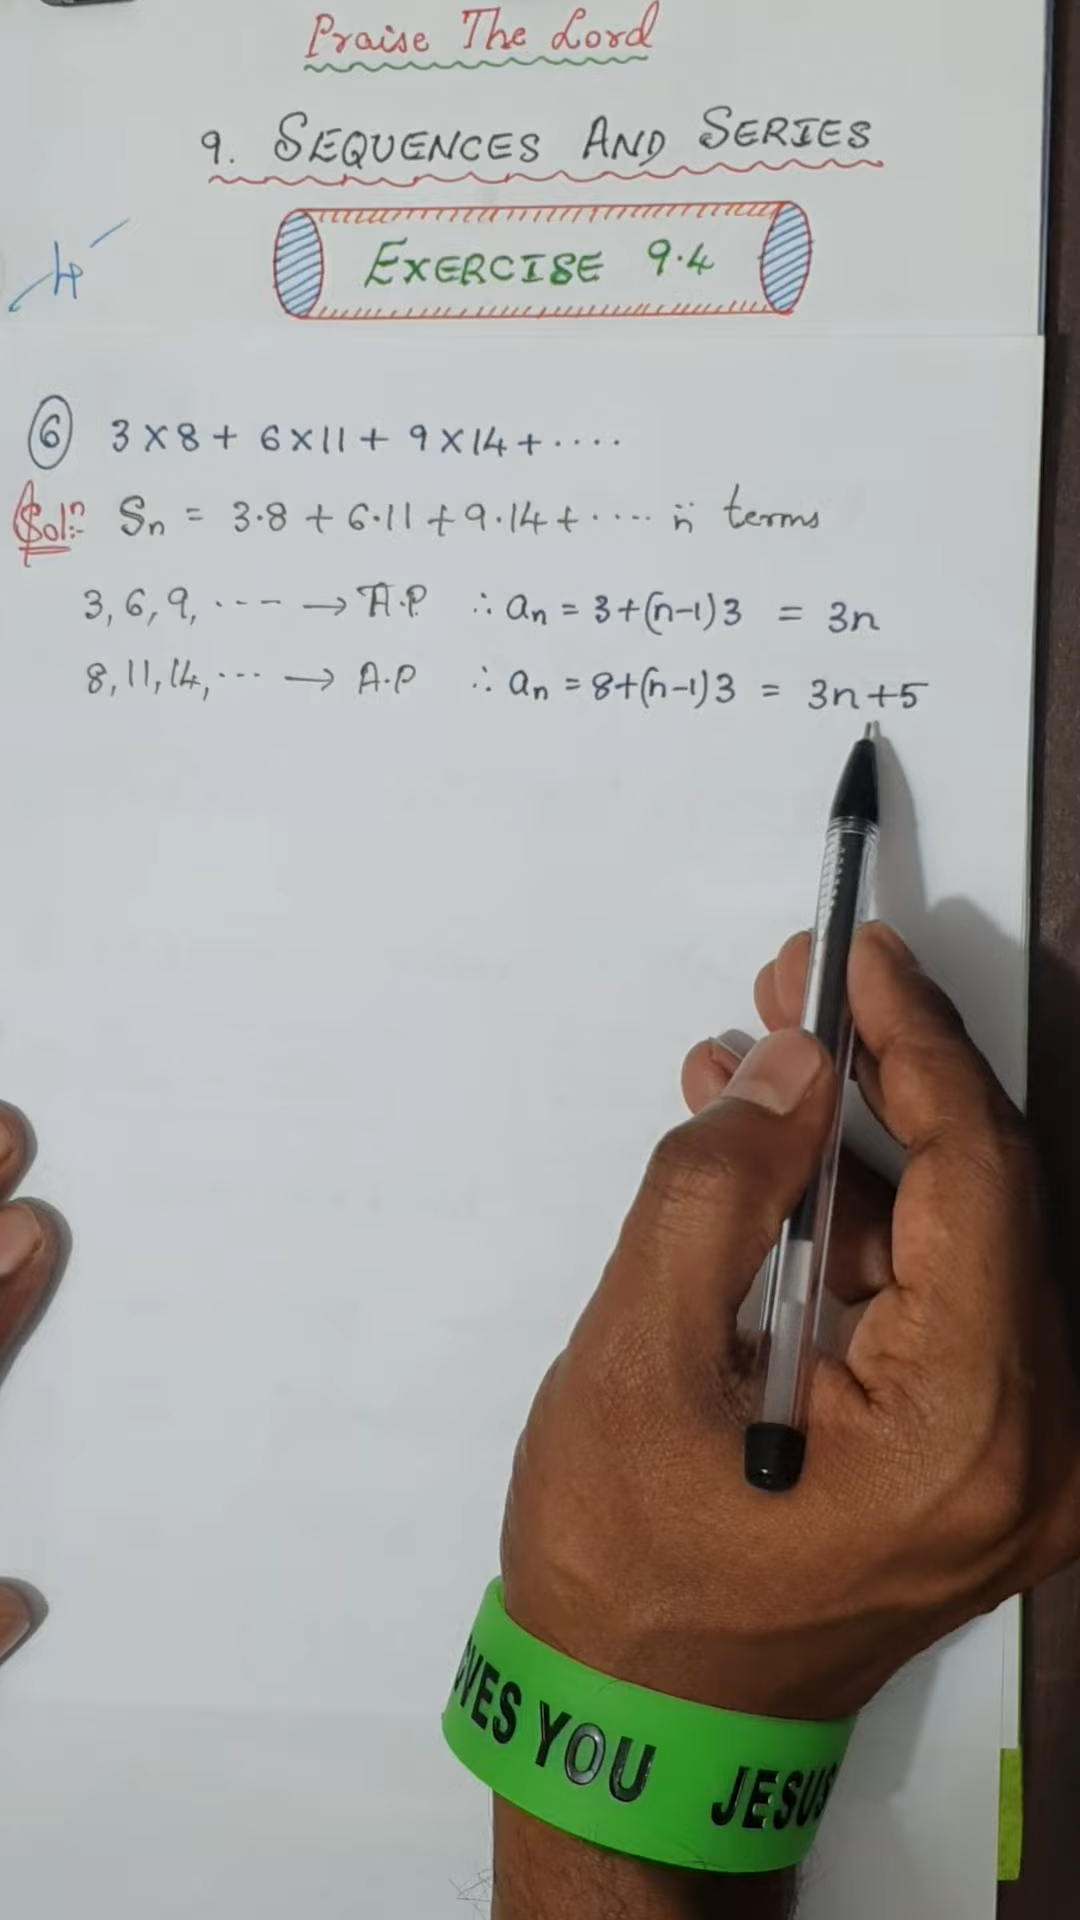 Praise The Lord
9. SEQUENCES AND SERIES
EXERCISE 9.4
6 3×8 + 6×11 + 9×14 + ....
Solⁿ:- Sn = 3·8 + 6·11 + 9·14 + .... n terms
3, 6, 9, ---- → A.P ∴ an = 3+(n-1)3 = 3n
8, 11, 14, --- → A.P ∴ an = 8+(n-1)3 = 3n+5
YOU JESUS